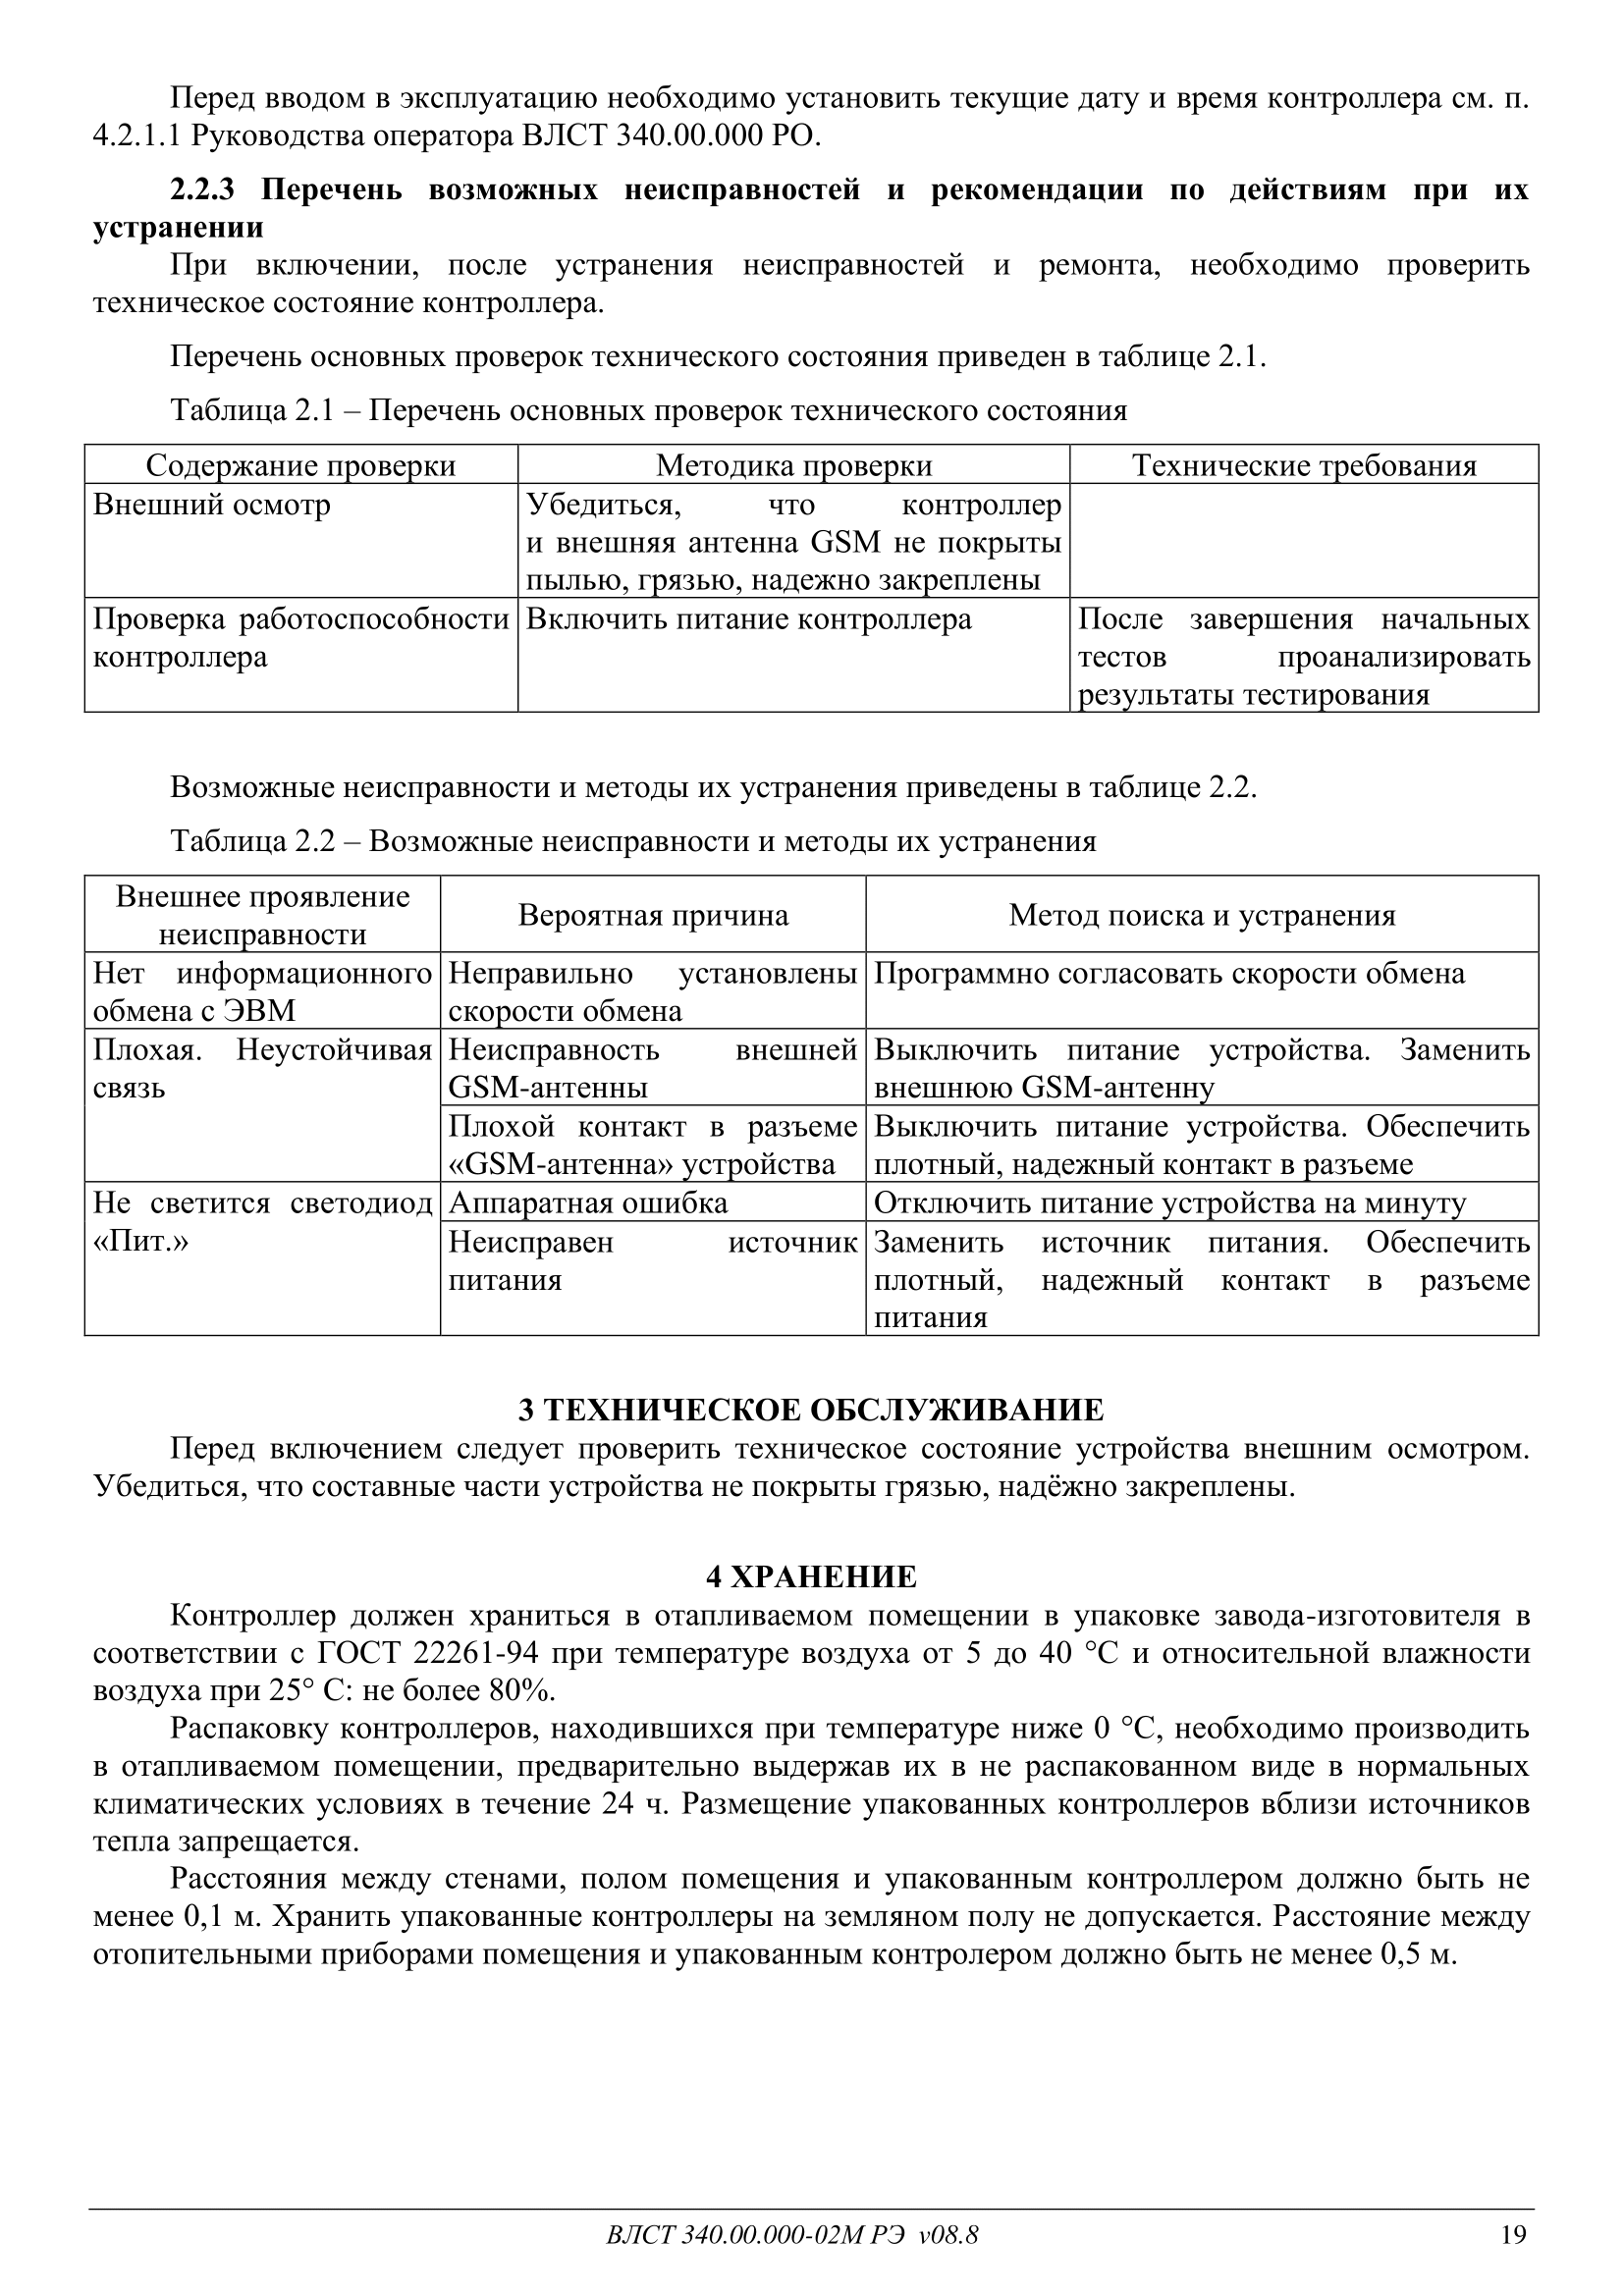 Перед вводом в эксплуатацию необходимо установить текущие дату и время контроллера см. п.
4.2.1.1 Руководства оператора ВЛСТ 340.00.000 РО.
2.2.3 Перечень возможных неисправностей и рекомендации по действиям при их
устранении
При включении, после устранения неисправностей и ремонта, необходимо проверить
техническое состояние контроллера.
Перечень основных проверок технического состояния приведен в таблице 2.1.
Таблица 2.1 – Перечень основных проверок технического состояния
Содержание проверки Методика проверки Технические требования
Внешний осмотр Убедиться, что контроллер
и внешняя антенна GSM не покрыты
пылью, грязью, надежно закреплены
Проверка работоспособности Включить питание контроллера После завершения начальных
контроллера тестов проанализировать
результаты тестирования
Возможные неисправности и методы их устранения приведены в таблице 2.2.
Таблица 2.2 – Возможные неисправности и методы их устранения
Внешнее проявление
неисправности Вероятная причина Метод поиска и устранения
Нет информационного Неправильно установлены Программно согласовать скорости обмена
обмена с ЭВМ скорости обмена
Плохая. Неустойчивая Неисправность внешней Выключить питание устройства. Заменить
связь GSM-антенны внешнюю GSM-антенну
Плохой контакт в разъеме Выключить питание устройства. Обеспечить
«GSM-антенна» устройства плотный, надежный контакт в разъеме
Не светится светодиод Аппаратная ошибка Отключить питание устройства на минуту
«Пит.» Неисправен источник Заменить источник питания. Обеспечить
питания плотный, надежный контакт в разъеме
питания
3 ТЕХНИЧЕСКОЕ ОБСЛУЖИВАНИЕ
Перед включением следует проверить техническое состояние устройства внешним осмотром.
Убедиться, что составные части устройства не покрыты грязью, надёжно закреплены.
4 ХРАНЕНИЕ
Контроллер должен храниться в отапливаемом помещении в упаковке завода-изготовителя в
соответствии с ГОСТ 22261-94 при температуре воздуха от 5 до 40 °С и относительной влажности
воздуха при 25° С: не более 80%.
Распаковку контроллеров, находившихся при температуре ниже 0 °С, необходимо производить
в отапливаемом помещении, предварительно выдержав их в не распакованном виде в нормальных
климатических условиях в течение 24 ч. Размещение упакованных контроллеров вблизи источников
тепла запрещается.
Расстояния между стенами, полом помещения и упакованным контроллером должно быть не
менее 0,1 м. Хранить упакованные контроллеры на земляном полу не допускается. Расстояние между
отопительными приборами помещения и упакованным контролером должно быть не менее 0,5 м.
ВЛСТ 340.00.000-02М РЭ v08.8 19